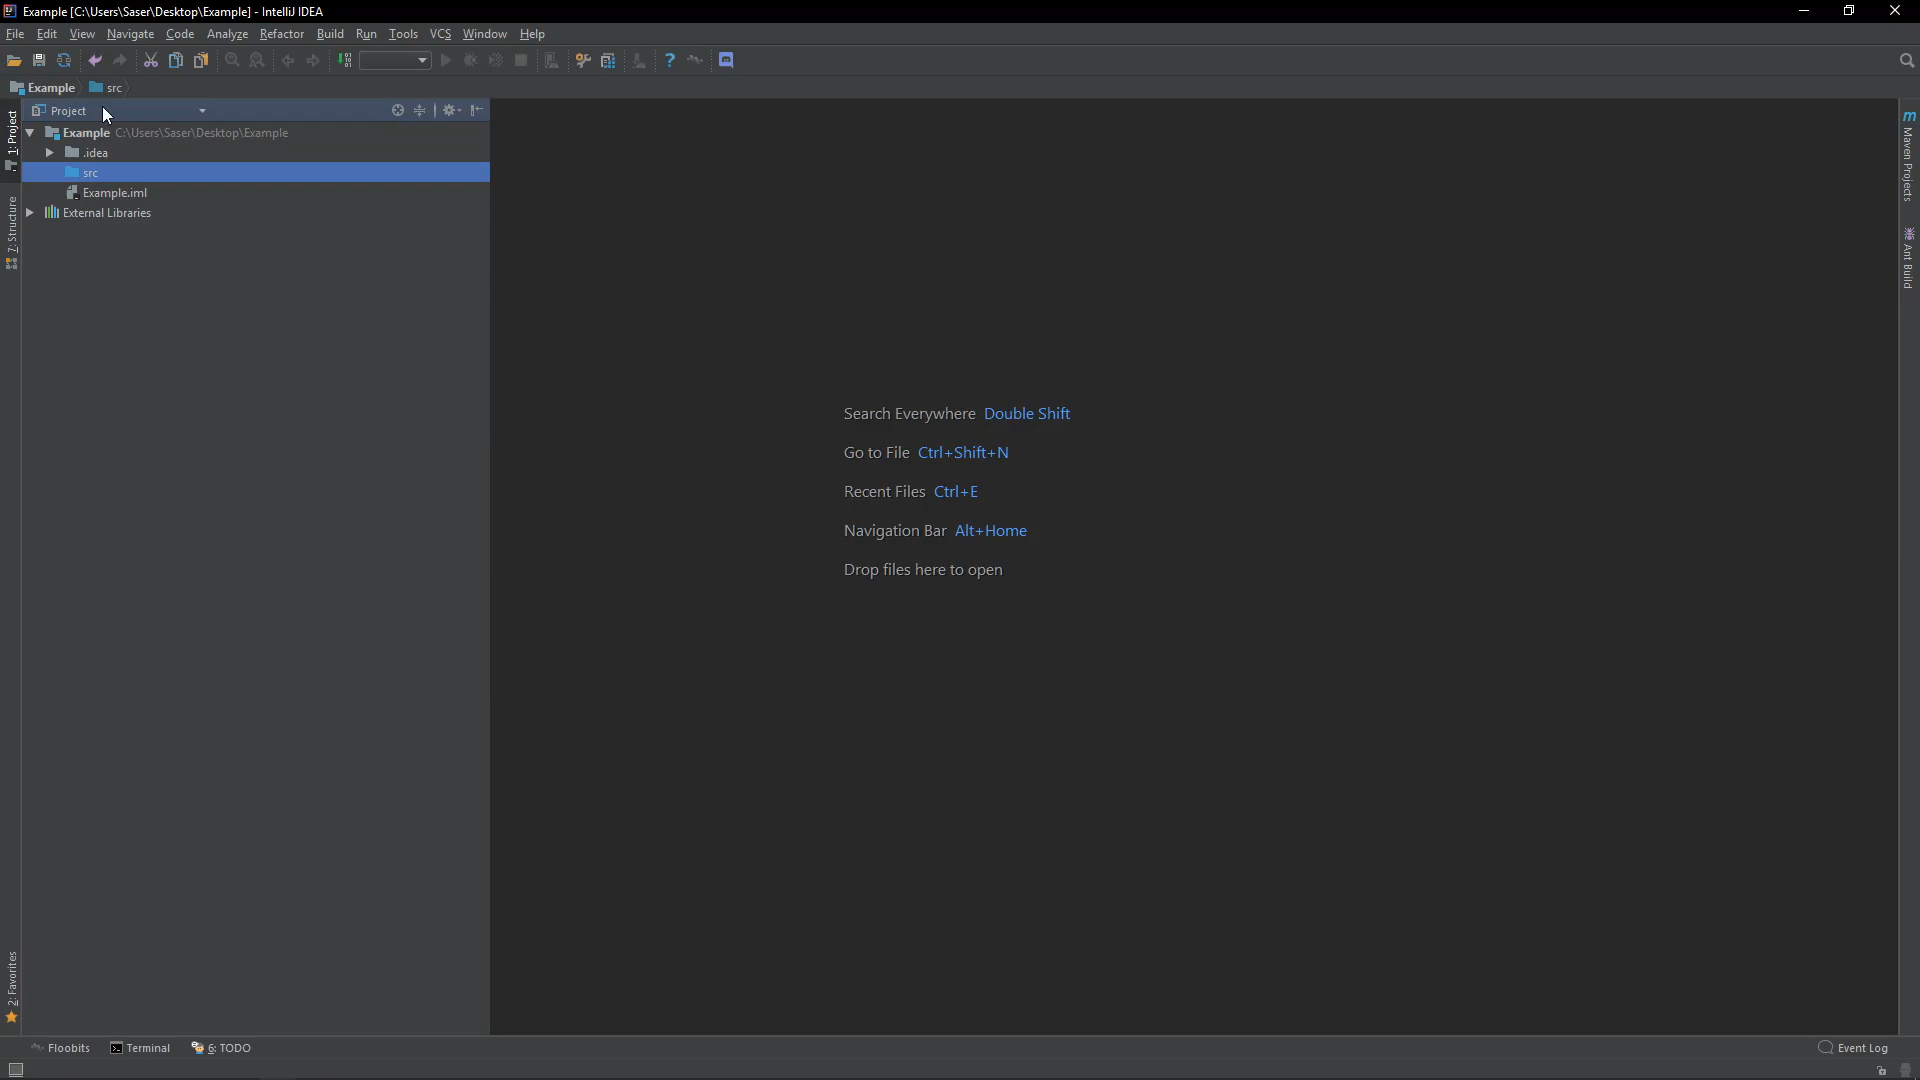 Example [C:\Users\Saser\Desktop\Example] - IntelliJ IDEA
File Edit View Navigate Code Analyze Refactor Build Run Tools VCS Window Help
Example src
Project
1: Project
Example C:\Users\Saser\Desktop\Example
.idea
src
Example.iml
External Libraries
7: Structure
Maven Projects
Ant Build
Search Everywhere Double Shift
Go to File Ctrl+Shift+N
Recent Files Ctrl+E
Navigation Bar Alt+Home
Drop files here to open
2: Favorites
Floobits Terminal 6: TODO Event Log